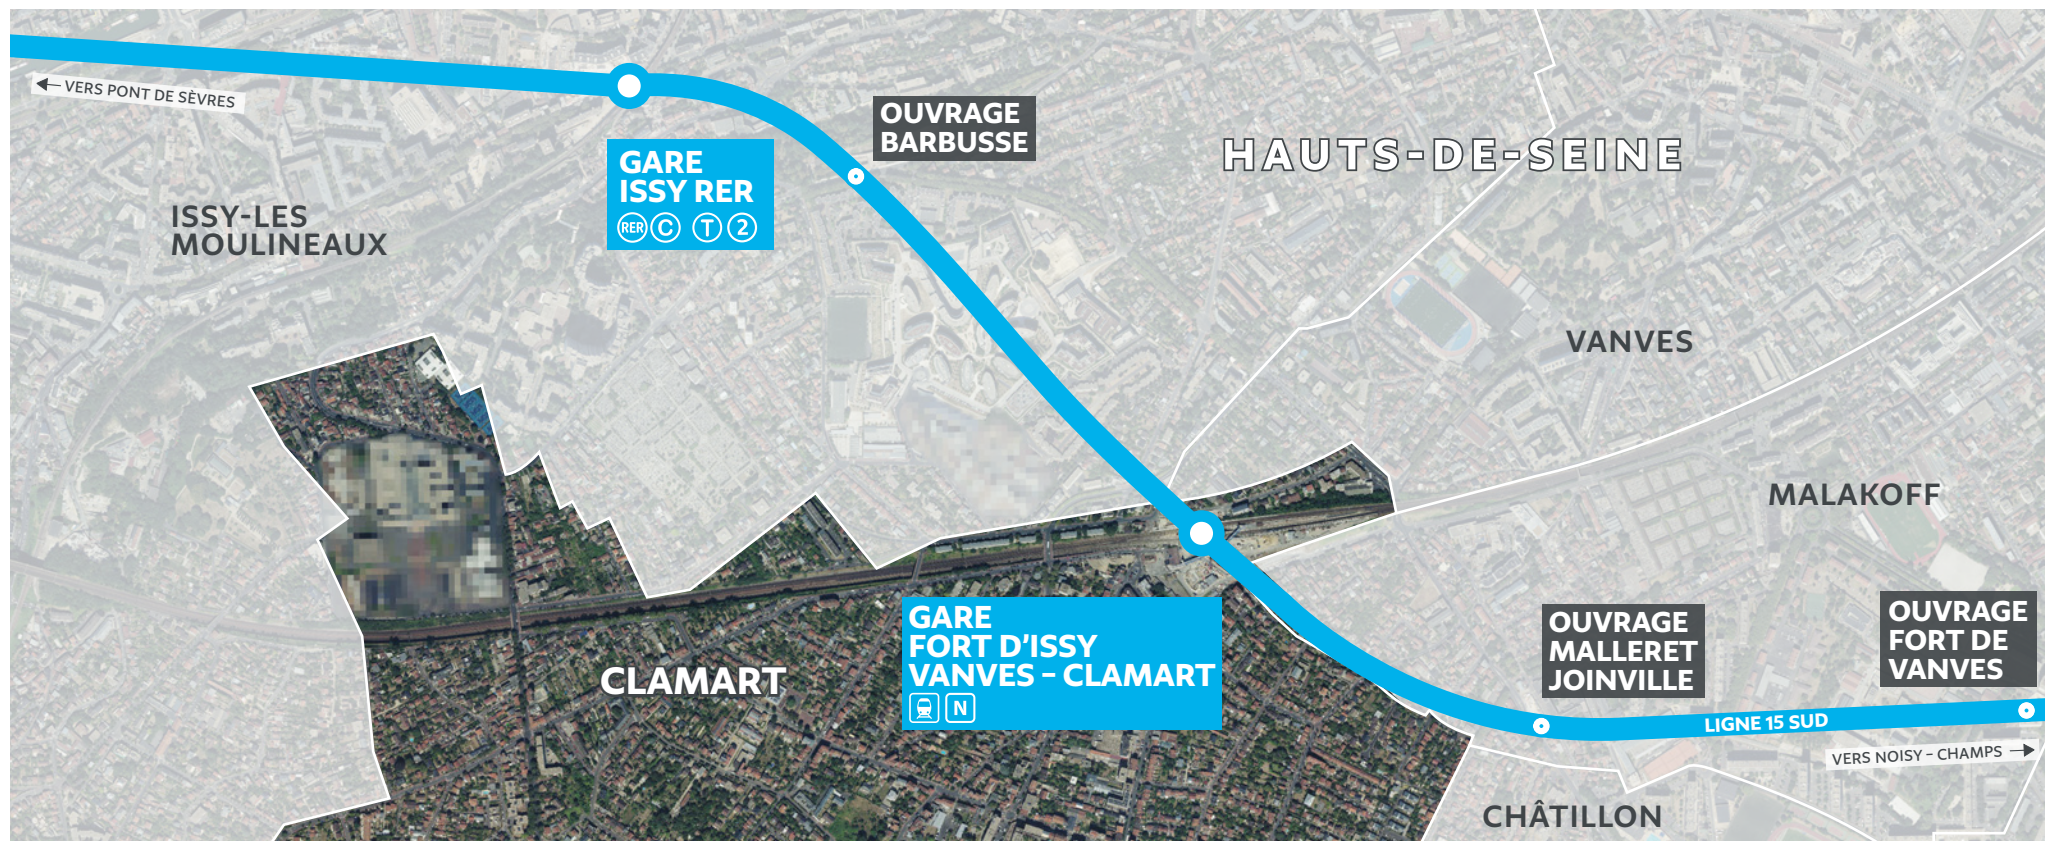 VERS PONT DE SÈVRES
OUVRAGE
BARBUSSE
HAUTS-DE-SEINE
GARE
ISSY RER
RER C T 2
ISSY-LES
MOULINEAUX
VANVES
MALAKOFF
GARE
FORT D'ISSY
VANVES – CLAMART
N
CLAMART
OUVRAGE
MALLERET
JOINVILLE
OUVRAGE
FORT DE
VANVES
LIGNE 15 SUD
VERS NOISY – CHAMPS
CHÂTILLON